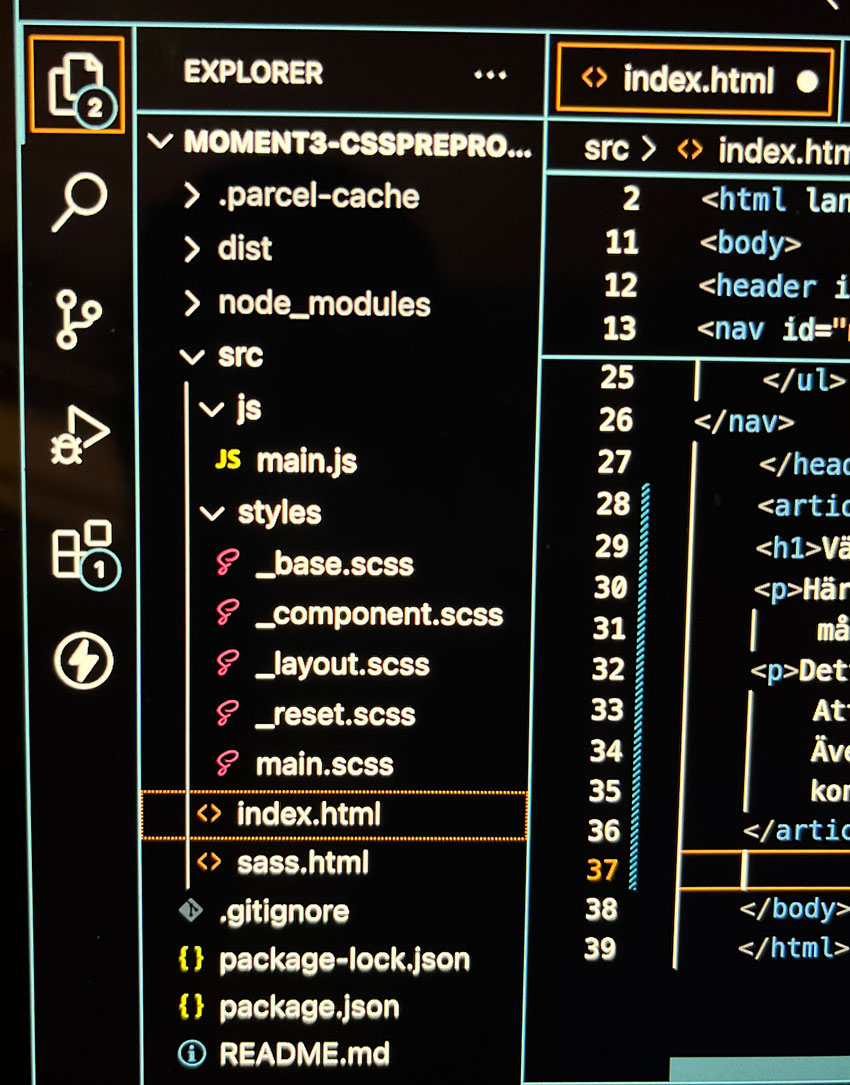 EXPLORER
2
MOMENT3-CSSPREPRO...
.parcel-cache
dist
node_modules
src
js
JS main.js
styles
_base.scss
_component.scss
_layout.scss
_reset.scss
main.scss
<> index.html
<> sass.html
.gitignore
{} package-lock.json
{} package.json
README.md
1
<> index.html
src > <> index.htm
2 <html lan
11 <body>
12 <header i
13 <nav id="
25 </ul>
26 </nav>
27 </head
28 <artic
29 <h1>Vä
30 <p>Här
31 må
32 <p>Det
33 At
34 Äve
35 kon
36 </artic
37
38 </body>
39 </html>